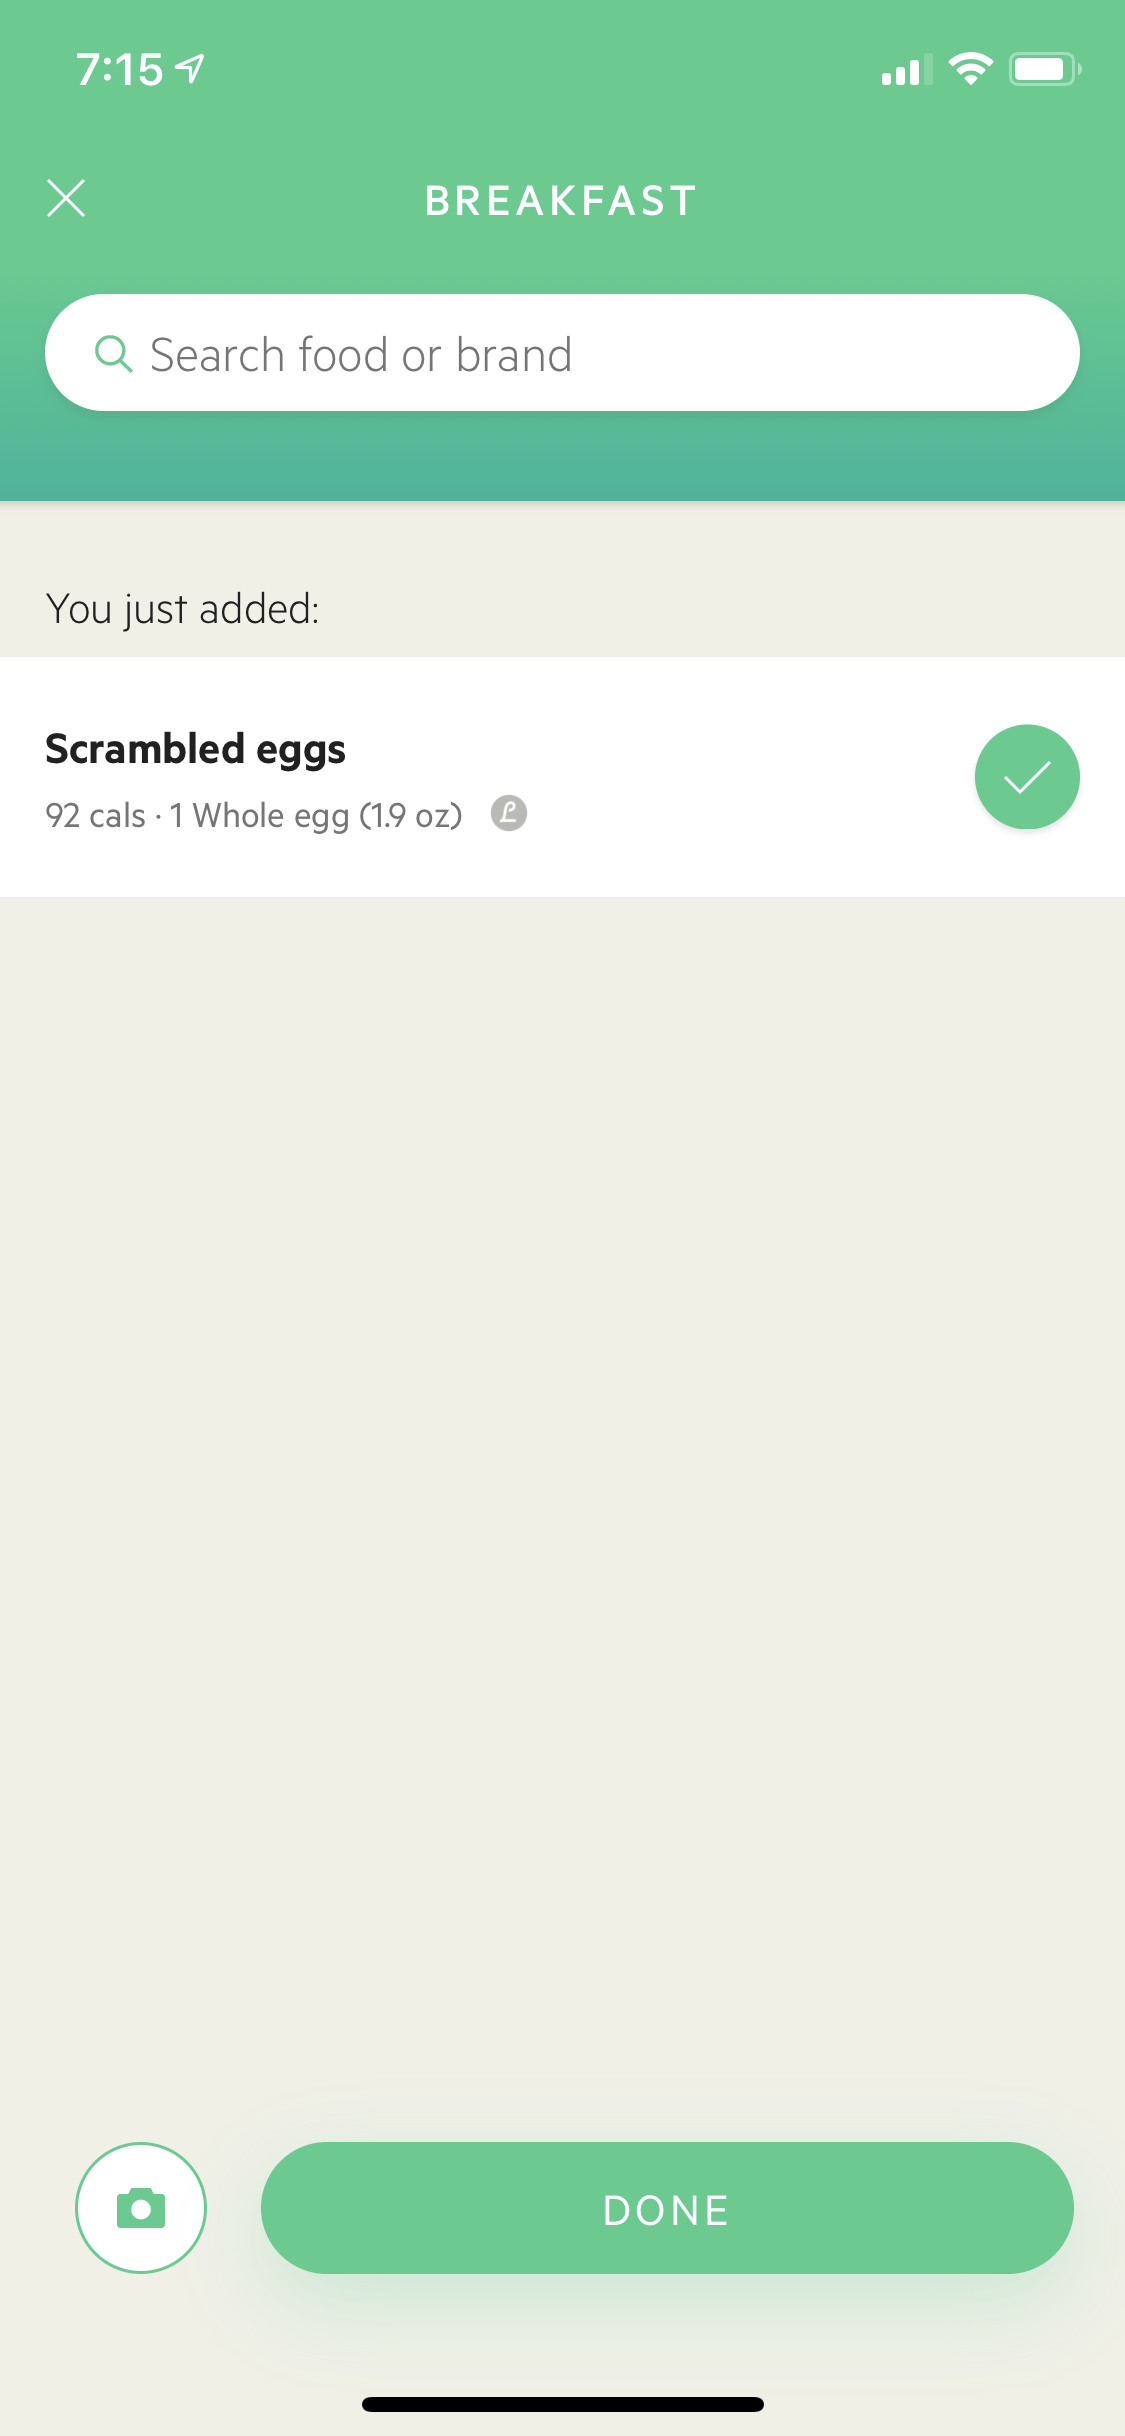 7:15
BREAKFAST
Search food or brand
You just added:
Scrambled eggs
92 cals · 1 Whole egg (1.9 oz)
DONE